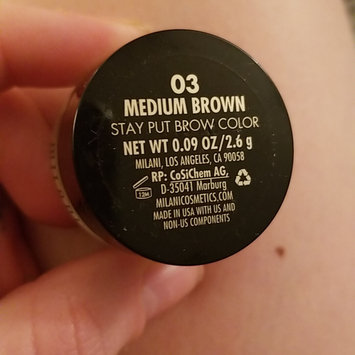 03
MEDIUM BROWN
STAY PUT BROW COLOR
NET WT 0.09 OZ/2.6 g
MILANI, LOS ANGELES, CA 90058
RP: CoSiChem AG,
D-35041 Marburg
12M
MILANICOSMETICS.COM
MADE IN USA WITH US AND
NON-US COMPONENTS